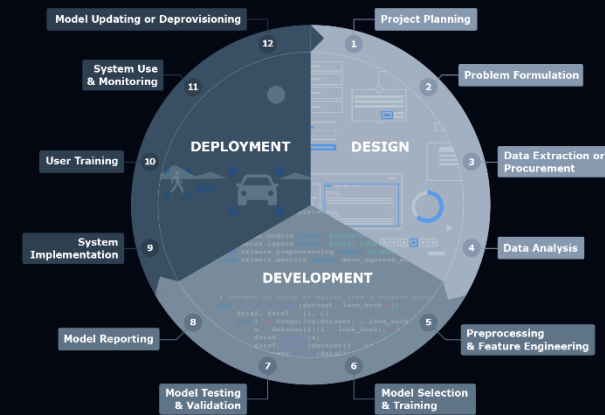 Model Updating or Deprovisioning
12
1
Project Planning
System Use
& Monitoring
11
2
Problem Formulation
DEPLOYMENT
DESIGN
User Training
10
3
Data Extraction or
Procurement
System
Implementation
9
4
Data Analysis
DEVELOPMENT
Model Reporting
8
5
Preprocessing
& Feature Engineering
7
6
Model Testing
& Validation
Model Selection
& Training